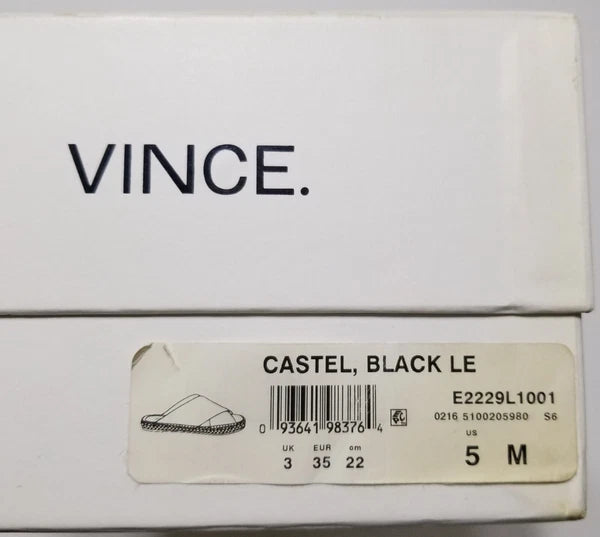 VINCE.
CASTEL, BLACK LE
E2229L1001
0 93641 98376 4
0216 5100205980 S6
UK EUR cm US
3 35 22 5 M